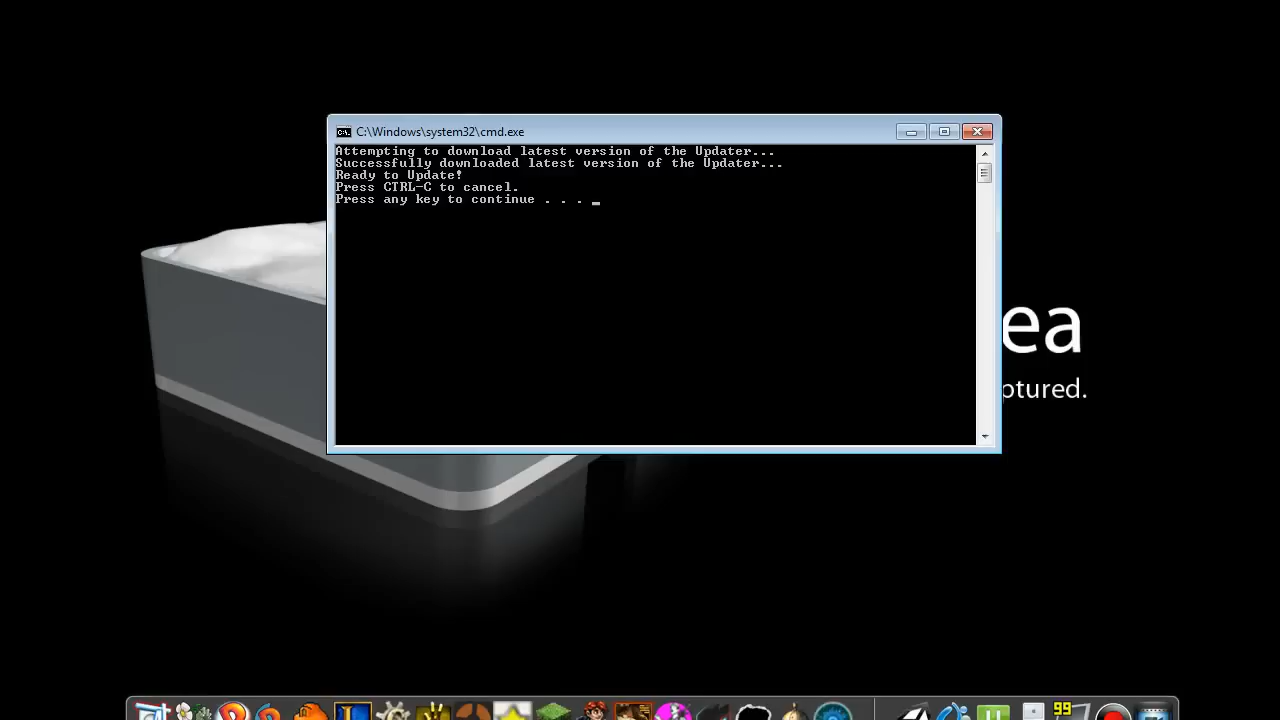 C:\Windows\system32\cmd.exe
Attempting to download latest version of the Updater...
Successfully downloaded latest version of the Updater...
Ready to Update!
Press CTRL-C to cancel.
Press any key to continue . . .
ea
ptured.
99